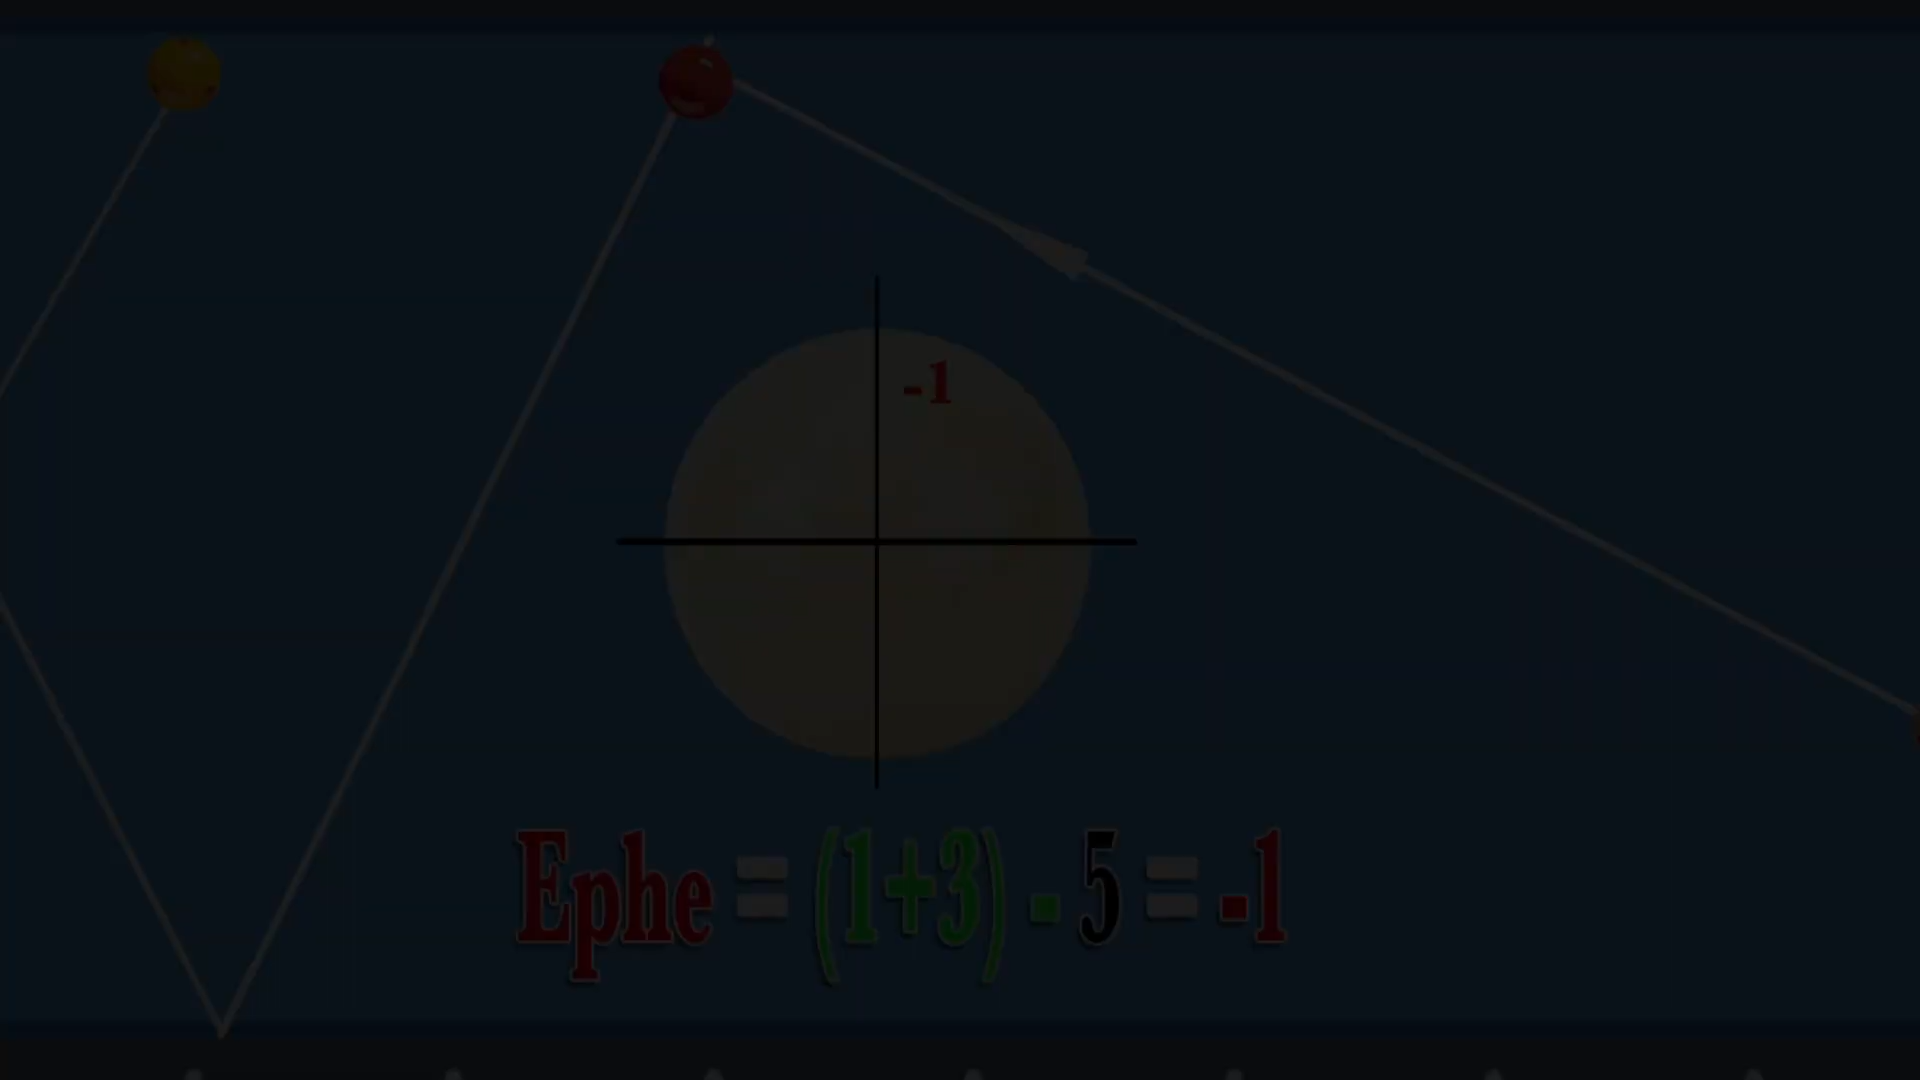 -1
Ephe = (1+3) - 5 = -1